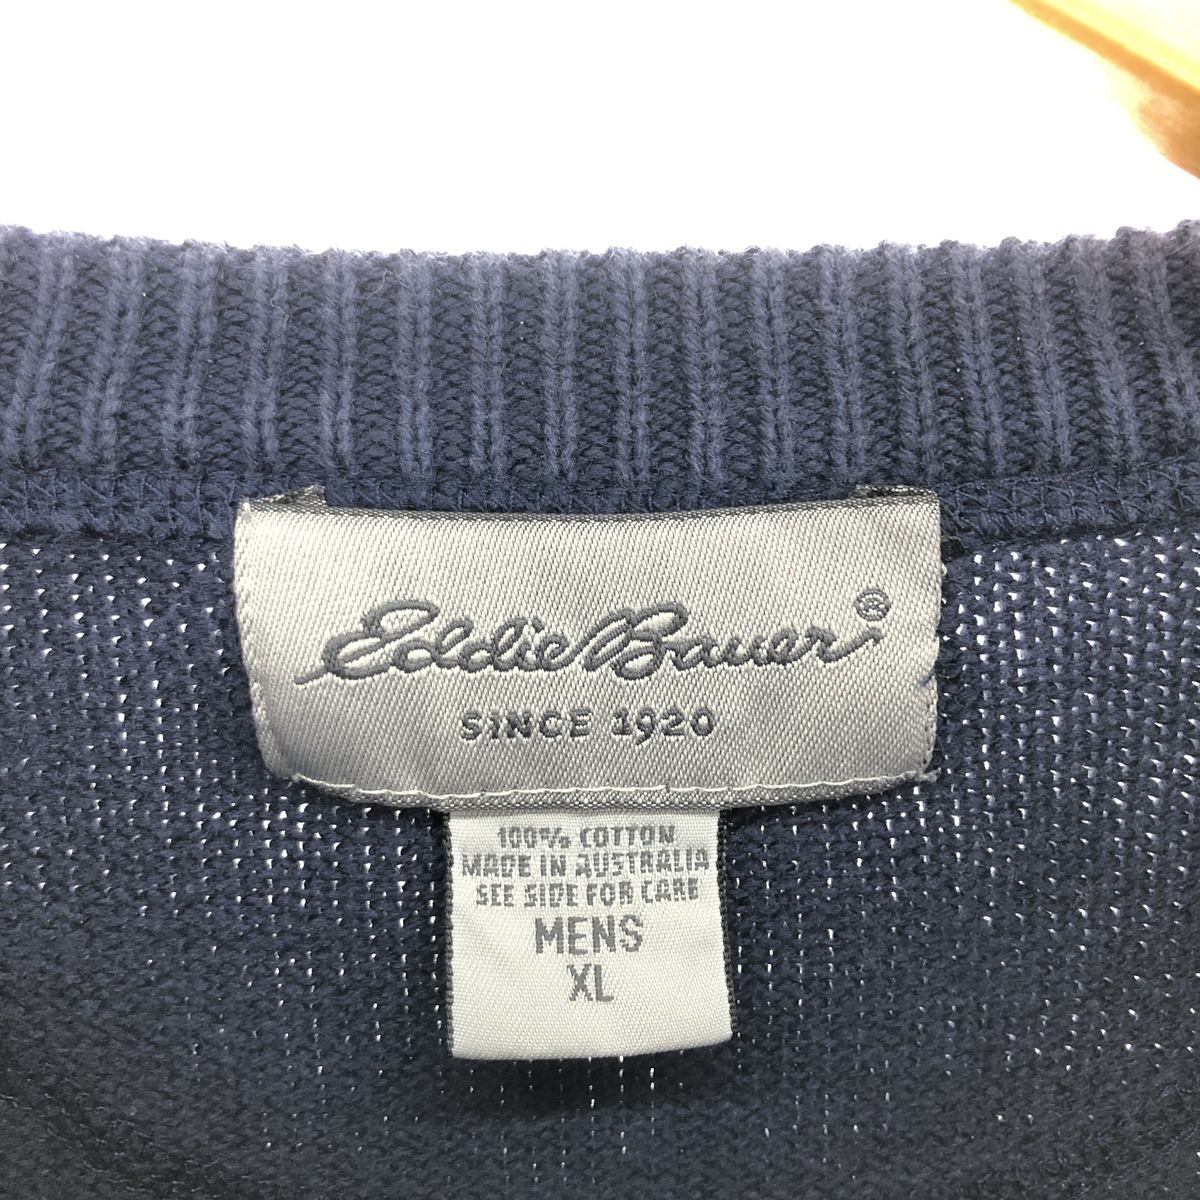 Eddie Bauer®
SINCE 1920
100% COTTON
MADE IN AUSTRALIA
SEE SIDE FOR CARE
MENS
XL